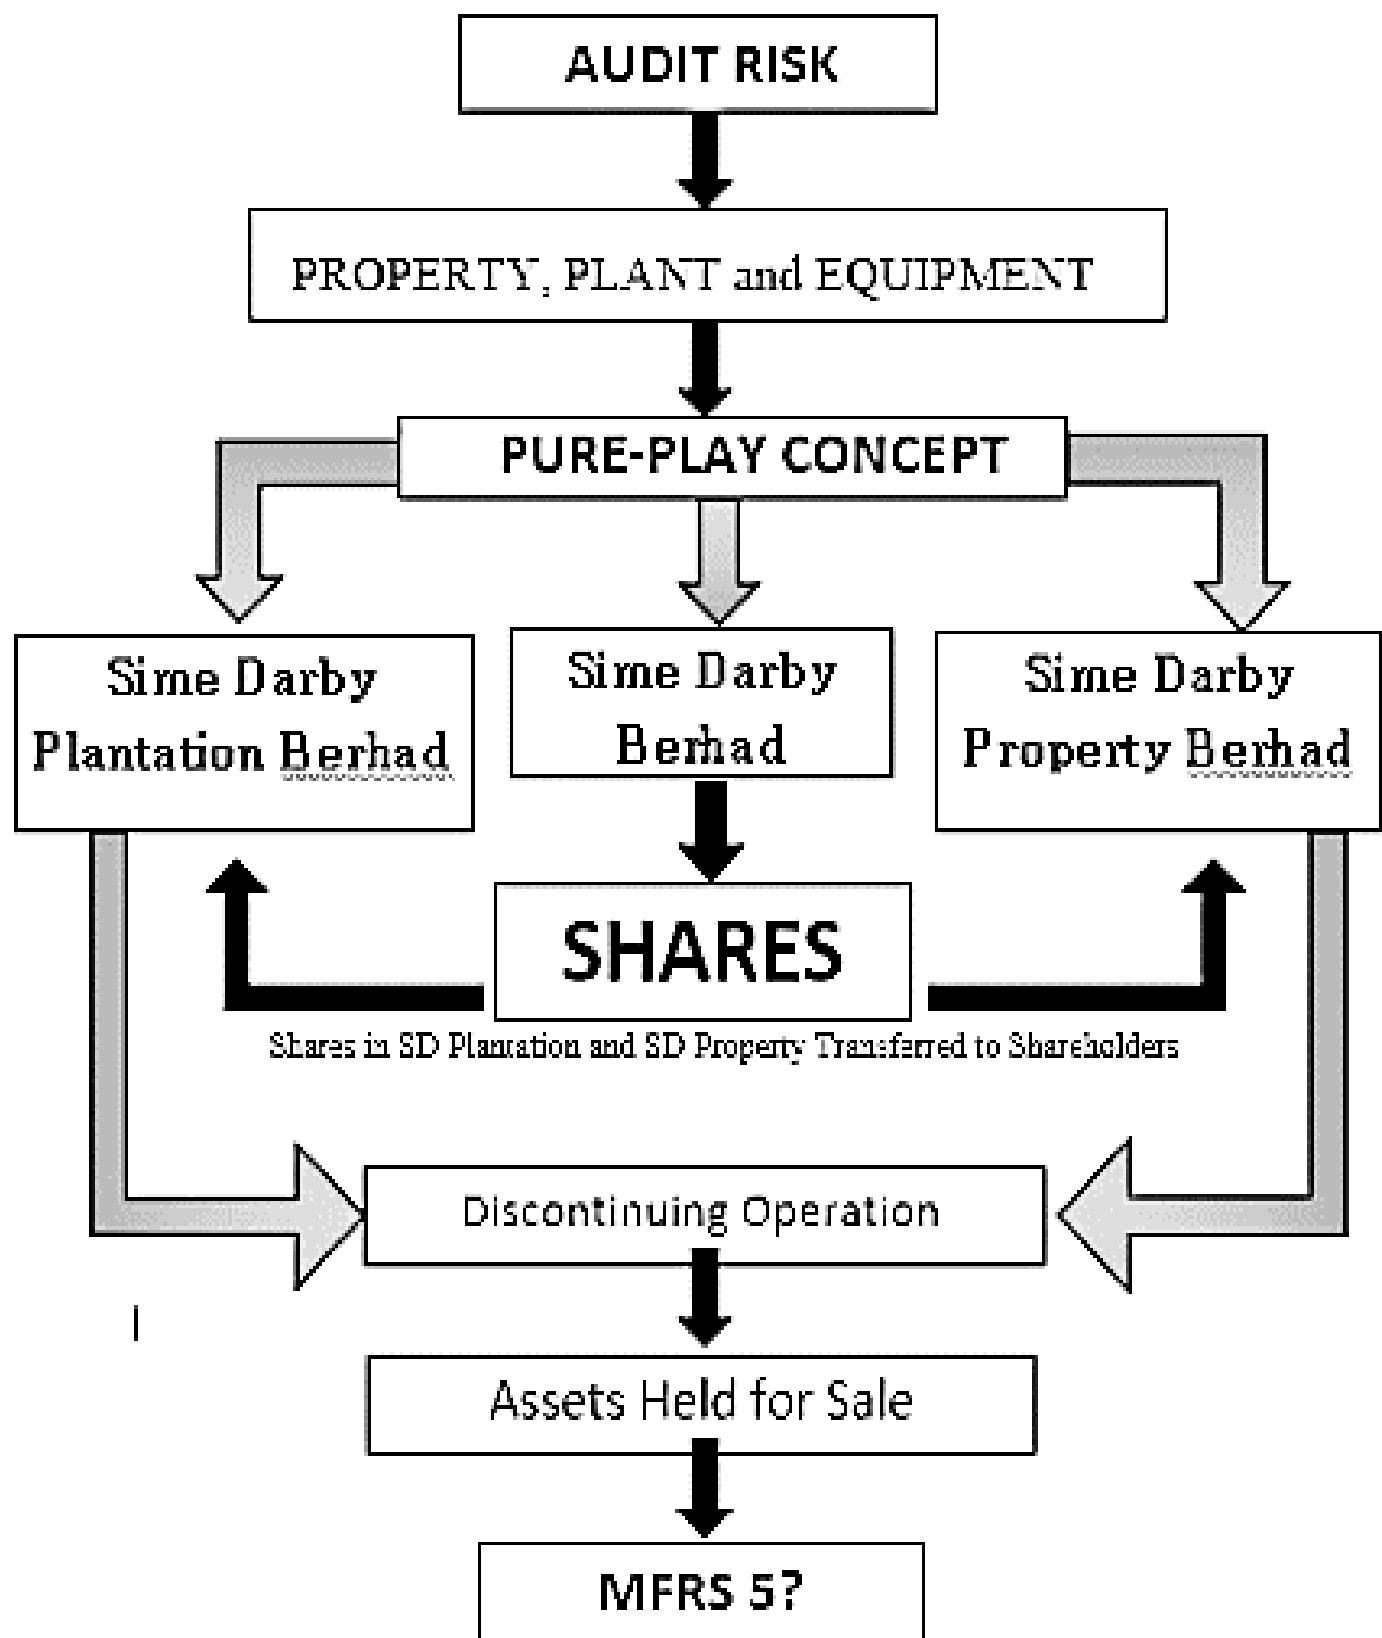 AUDIT RISK
PROPERTY, PLANT and EQUIPMENT
PURE-PLAY CONCEPT
Sime Darby
Plantation Berhad
Sime Darby
Berhad
Sime Darby
Property Berhad
SHARES
Shares in SD Plantation and SD Property Transferred to Shareholders
Discontinuing Operation
Assets Held for Sale
MFRS 5?